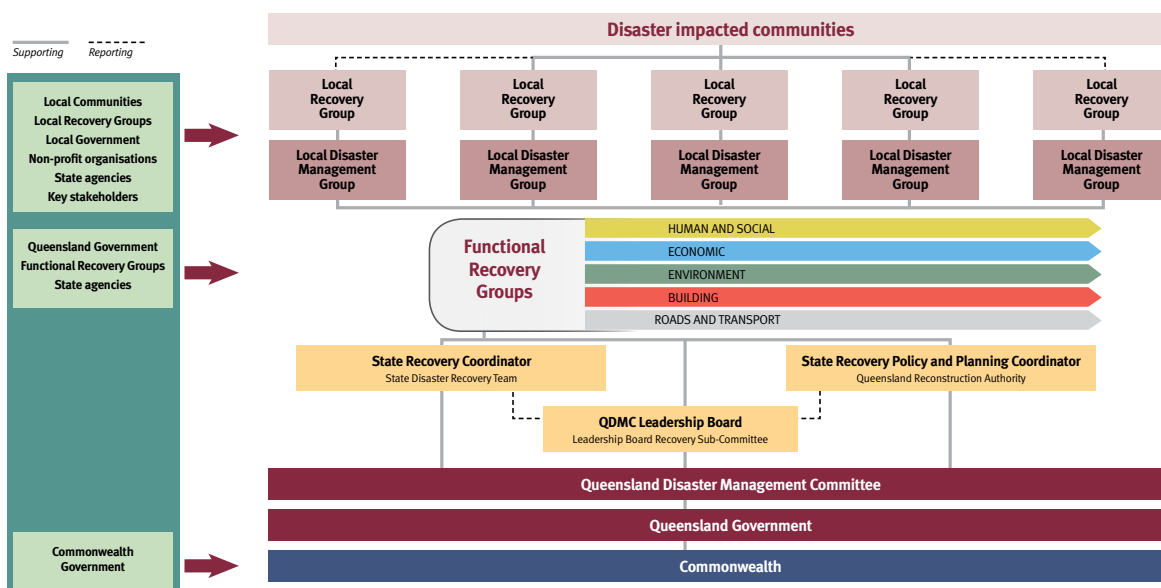 Supporting
Reporting
Local Communities
Local Recovery Groups
Local Government
Non-profit organisations
State agencies
Key stakeholders
Queensland Government
Functional Recovery Groups
State agencies
Commonwealth
Government
Disaster impacted communities
Local
Recovery
Group
Local
Recovery
Group
Local
Recovery
Group
Local
Recovery
Group
Local
Recovery
Group
Local Disaster
Management
Group
Local Disaster
Management
Group
Local Disaster
Management
Group
Local Disaster
Management
Group
Local Disaster
Management
Group
Functional
Recovery
Groups
HUMAN AND SOCIAL
ECONOMIC
ENVIRONMENT
BUILDING
ROADS AND TRANSPORT
State Recovery Coordinator
State Disaster Recovery Team
State Recovery Policy and Planning Coordinator
Queensland Reconstruction Authority
QDMC Leadership Board
Leadership Board Recovery Sub-Committee
Queensland Disaster Management Committee
Queensland Government
Commonwealth